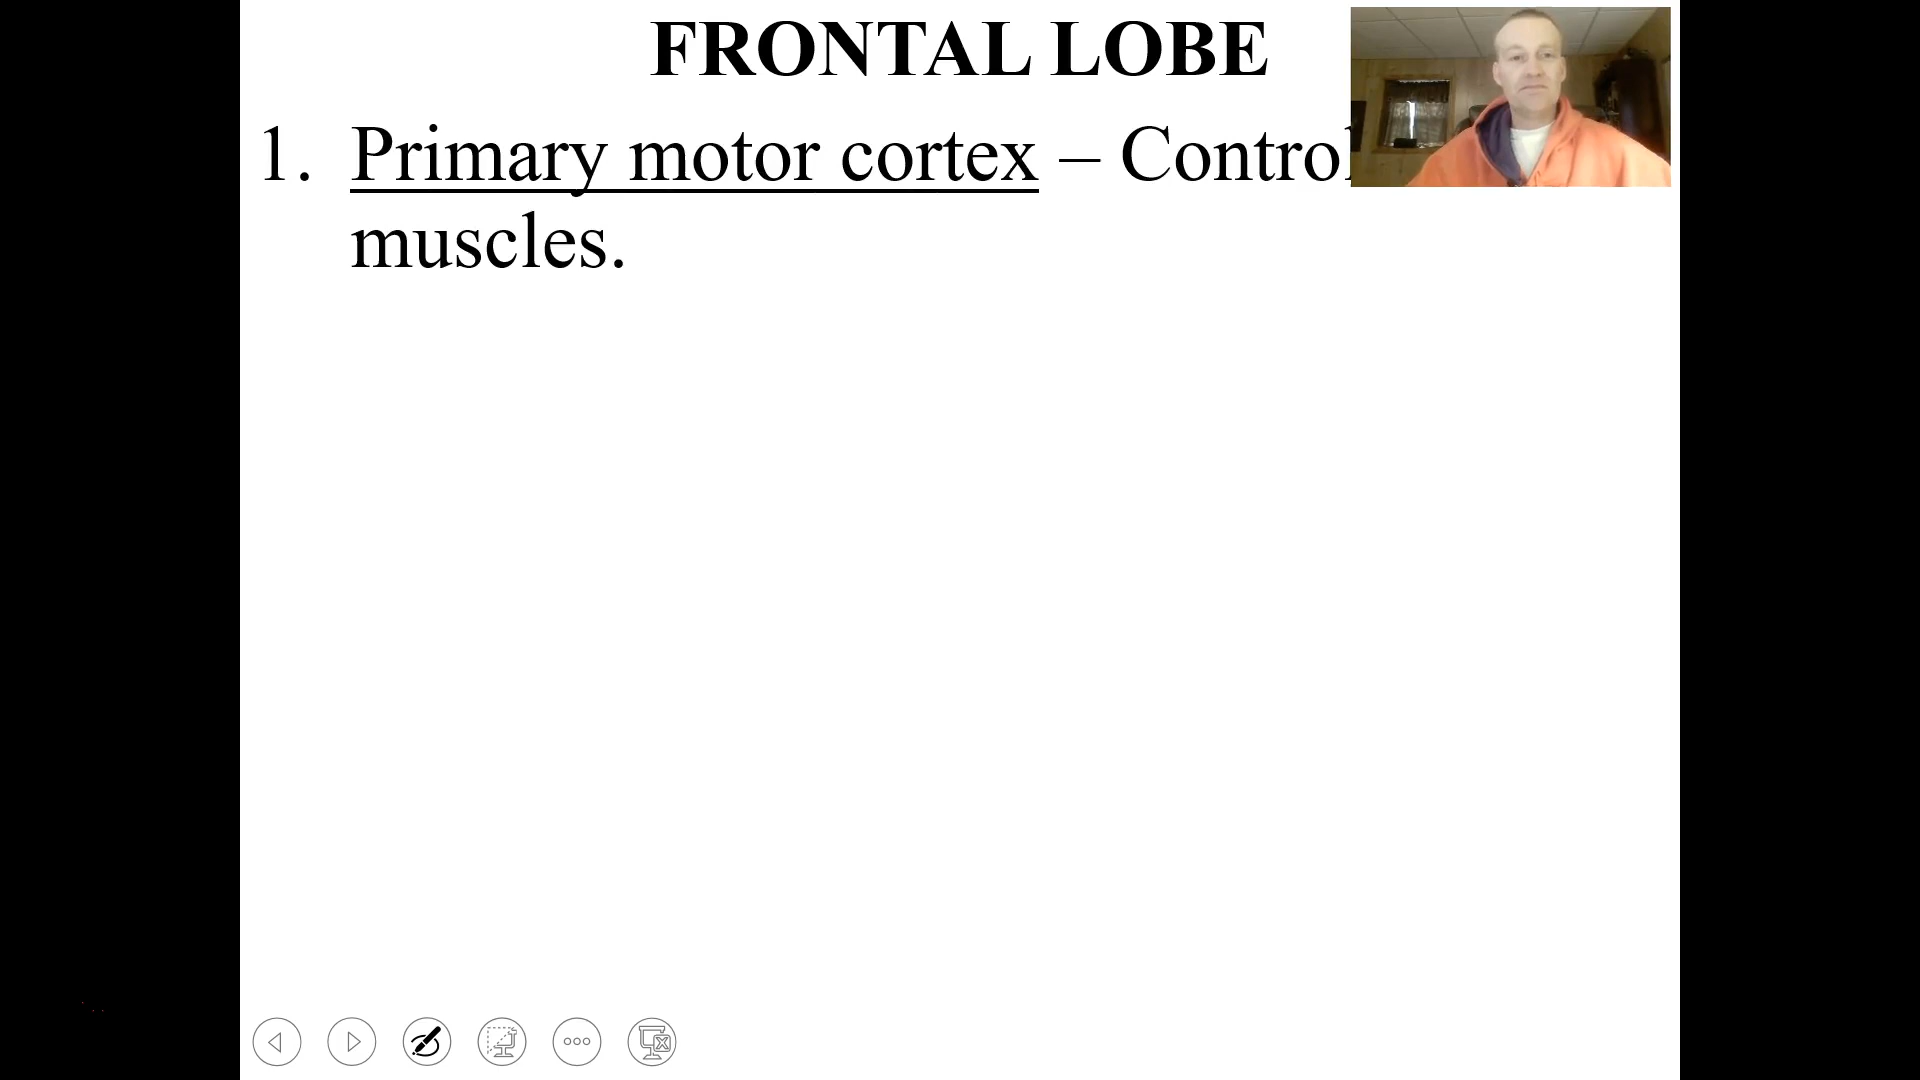 FRONTAL LOBE
1. Primary motor cortex – Control
muscles.